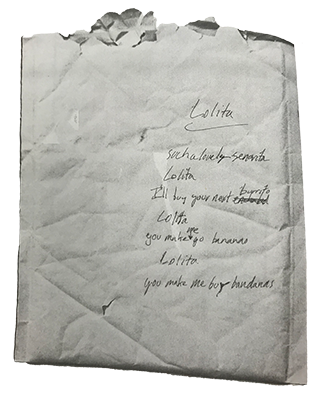 Lolita
such a lovely senorita
Lolita
I'll buy your next burrito
Lolita
you make me go bananas
Lolita
you make me buy bandanas